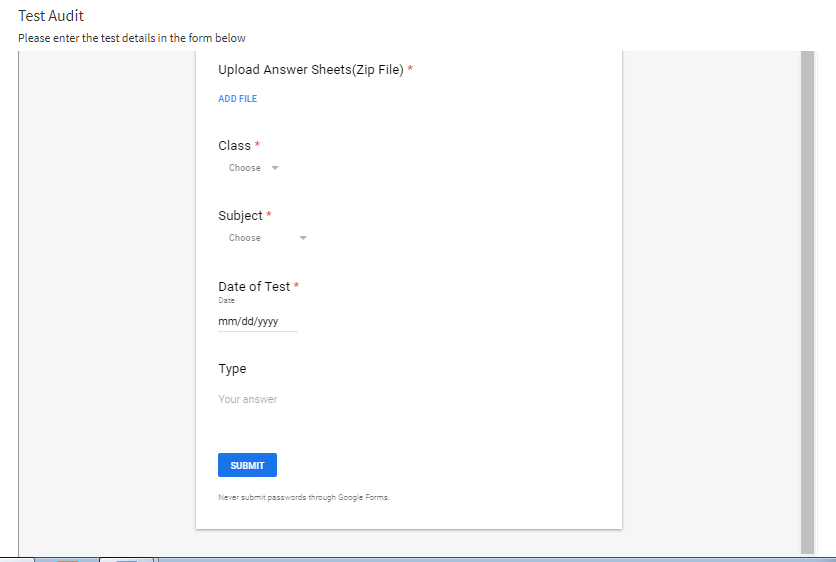 Test Audit
Please enter the test details in the form below
Upload Answer Sheets(Zip File) *
ADD FILE
Class *
Choose
Subject *
Choose
Date of Test *
Date
mm/dd/yyyy
Type
Your answer
SUBMIT
Never submit passwords through Google Forms.